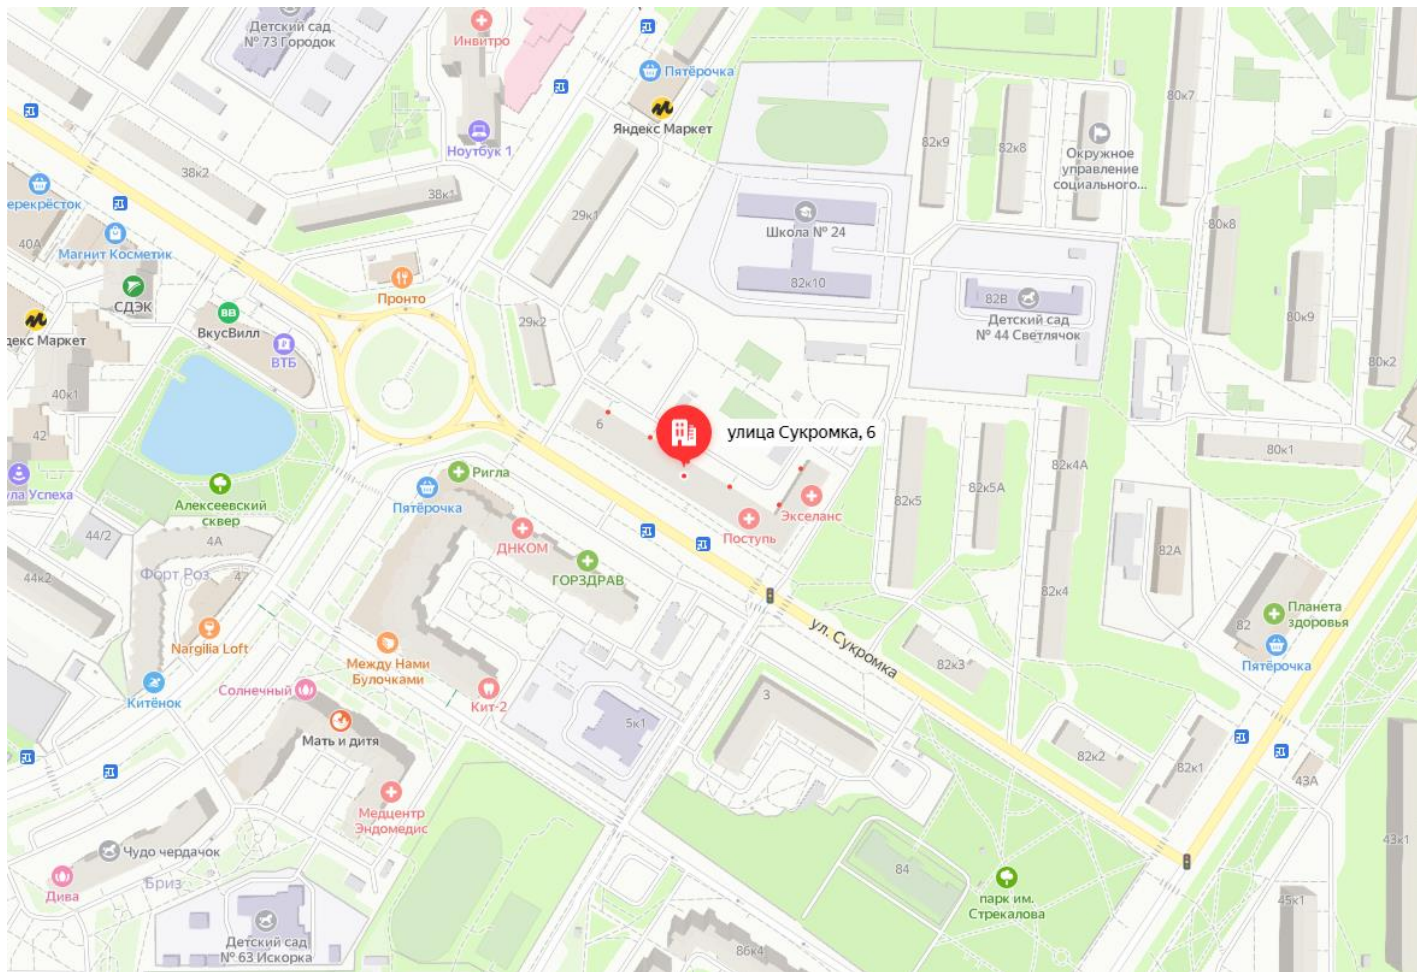 Детский сад
№ 73 Городок
Инвитро
Пятёрочка
Яндекс Маркет
Ноутбук 1
80к7
82к9
82к8
Окружное
управление
социального...
38к2
38к1
29к1
Школа № 24
82к10
80к8
ерекрёсток
40А
Магнит Косметик
СДЭК
Пронто
82В
Детский сад
№ 44 Светлячок
80к9
80к2
декс Маркет
ВВ
ВкусВилл
ВТБ
29к2
40к1
42
6
улица Сукромка, 6
80к1
82к4А
ула Успеха
Алексеевский
сквер
Ригла
Пятёрочка
82к5
82к5А
Экселанс
Поступь
44/2
4А
ДНКОМ
82А
44к2
Форт Роз
47
ГОРЗДРАВ
82к4
Планета
здоровья
82
Nargilia Loft
ул. Сукромка
82к3
Пятёрочка
Между Нами
Булочками
Китёнок
Солнечный
Кит-2
3
5к1
Мать и дитя
82к2
82к1
43А
Медцентр
Эндомедис
43к1
Чудо чердачок
84
Бриз
Дива
парк им.
Стрекалова
45к1
Детский сад
№ 63 Искорка
86к4